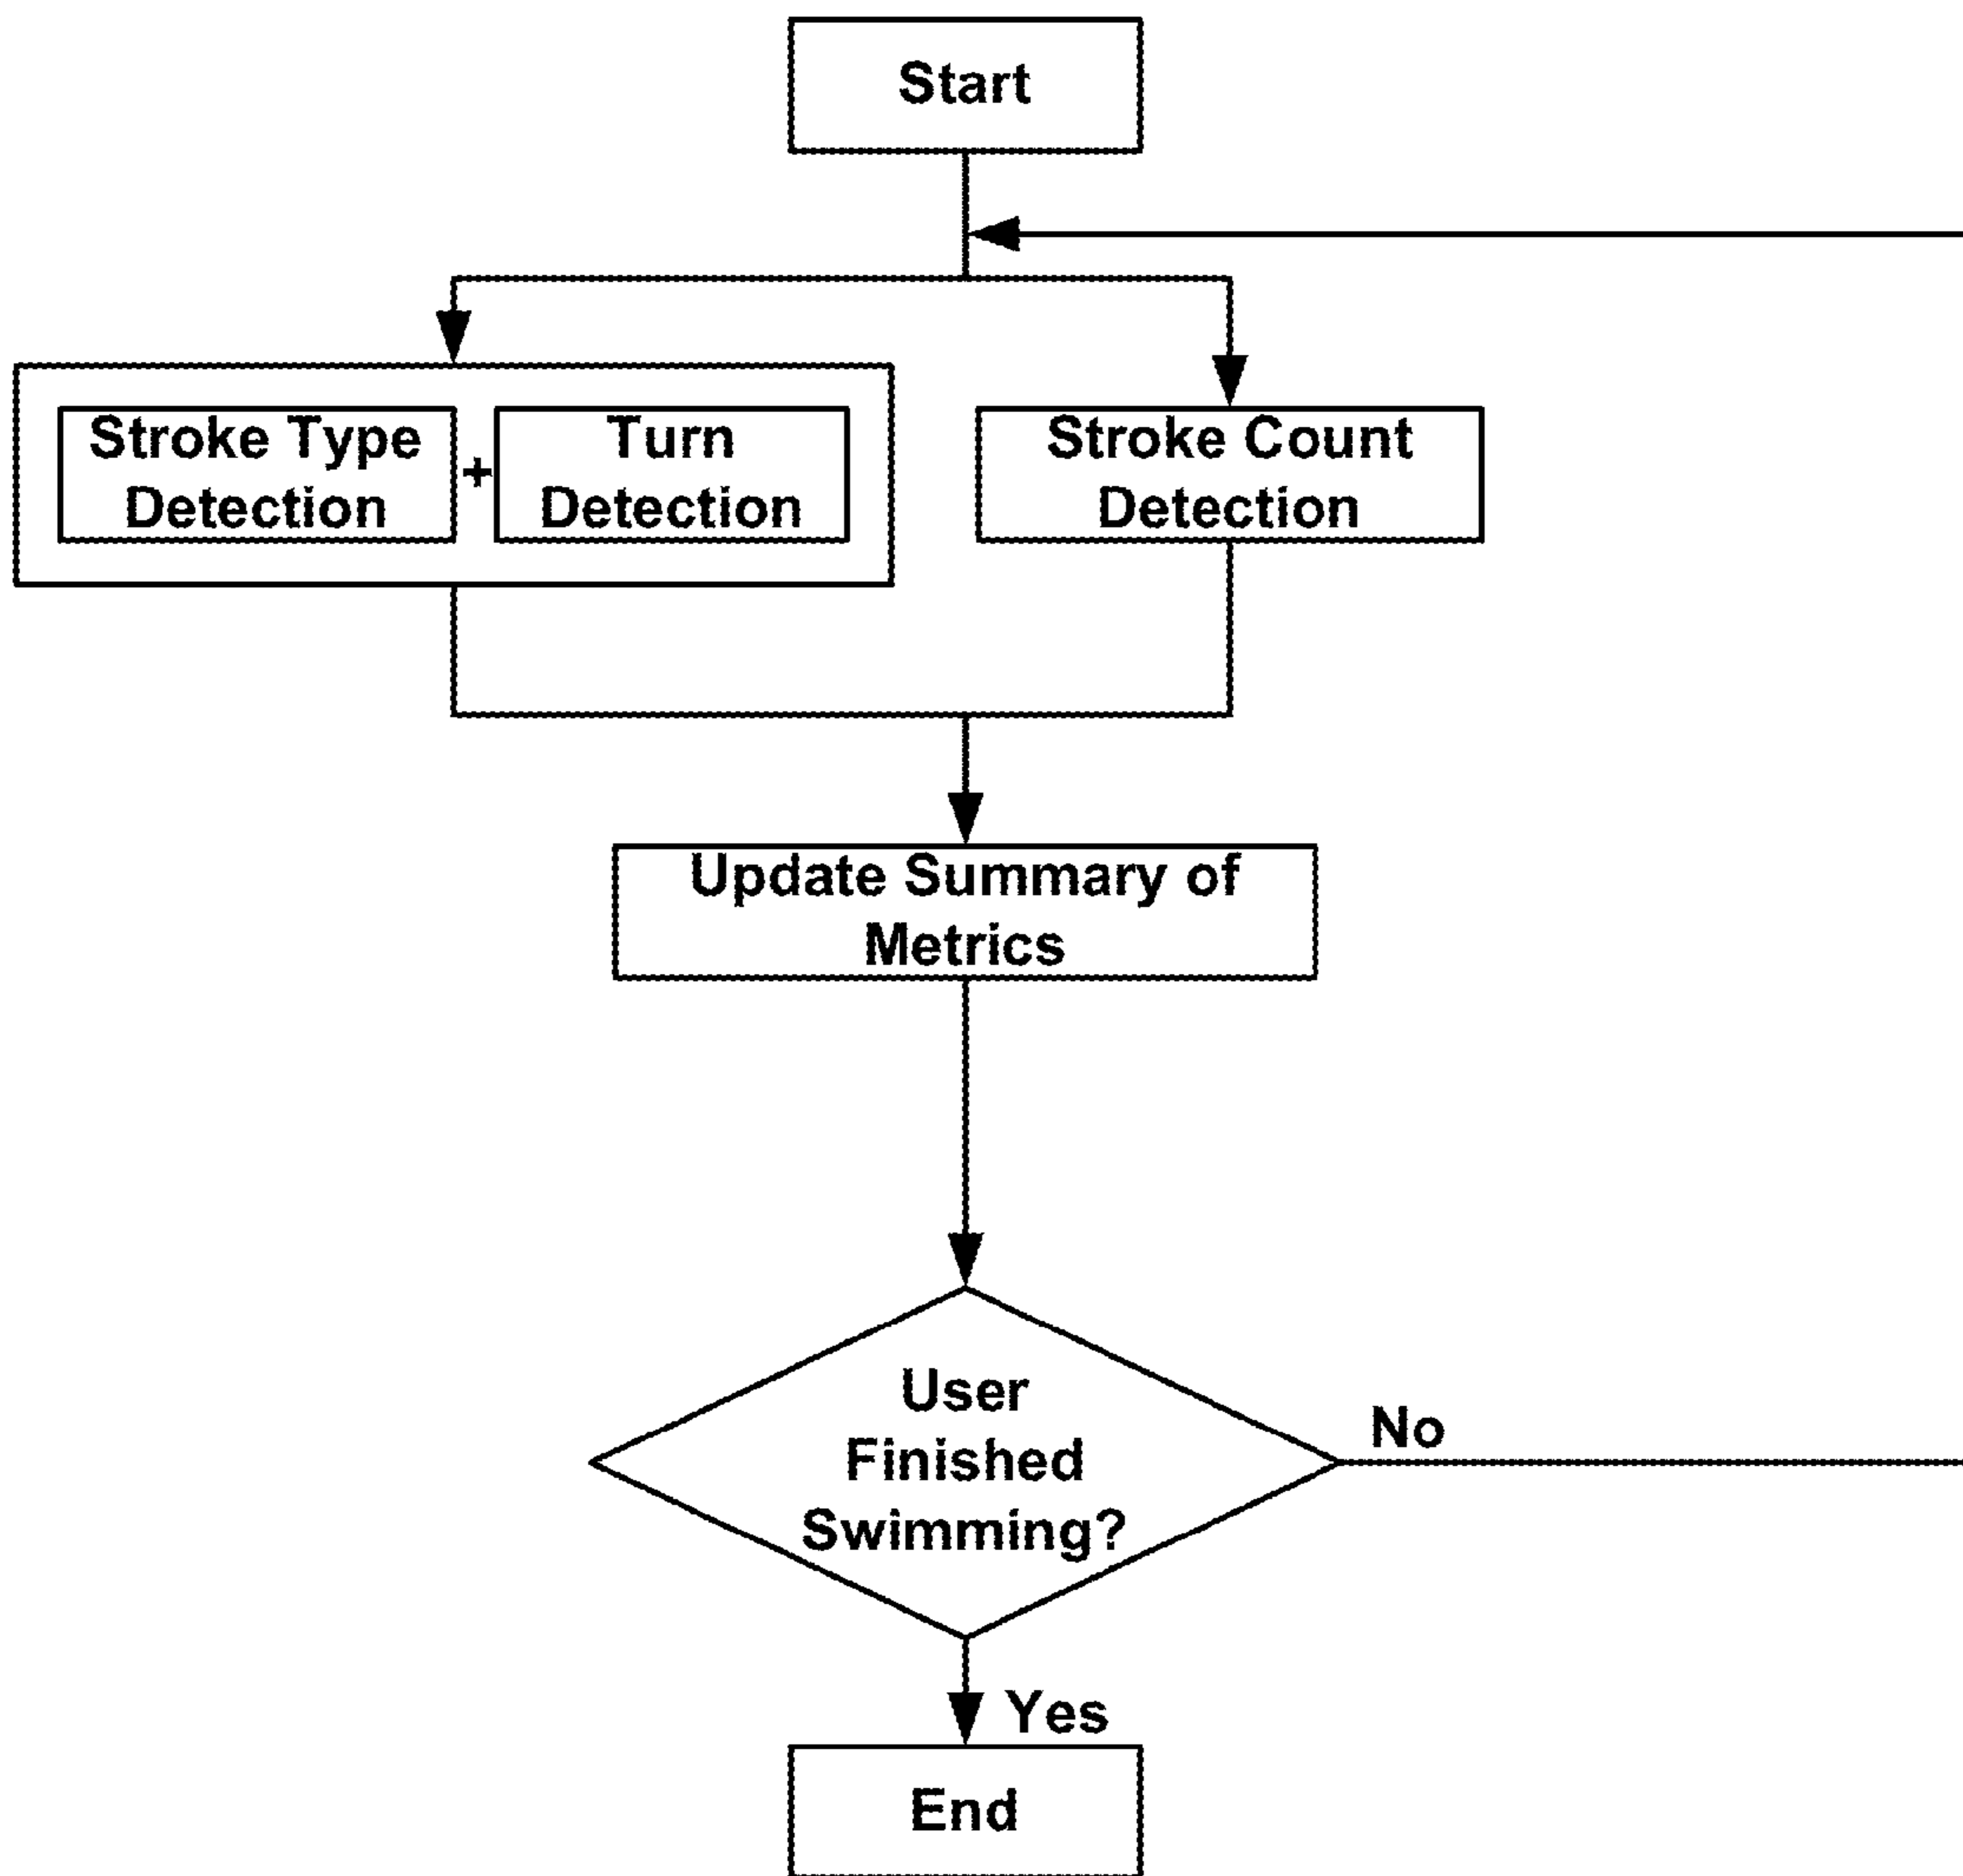 Start
Stroke Type
Detection
+
Turn
Detection
Stroke Count
Detection
Update Summary of
Metrics
User
Finished
Swimming?
No
Yes
End